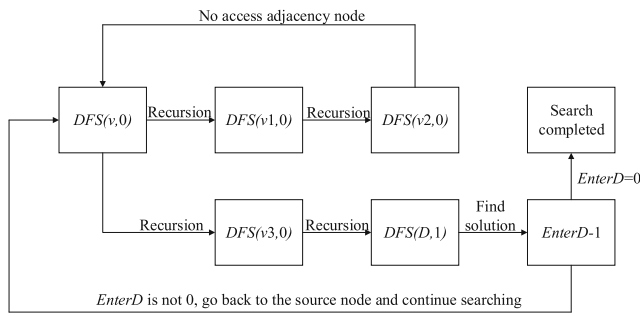 No access adjacency node
DFS(v,0)
Recursion
DFS(v1,0)
Recursion
DFS(v2,0)
Search
completed
EnterD=0
Recursion
DFS(v3,0)
Recursion
DFS(D,1)
Find
solution
EnterD-1
EnterD is not 0, go back to the source node and continue searching